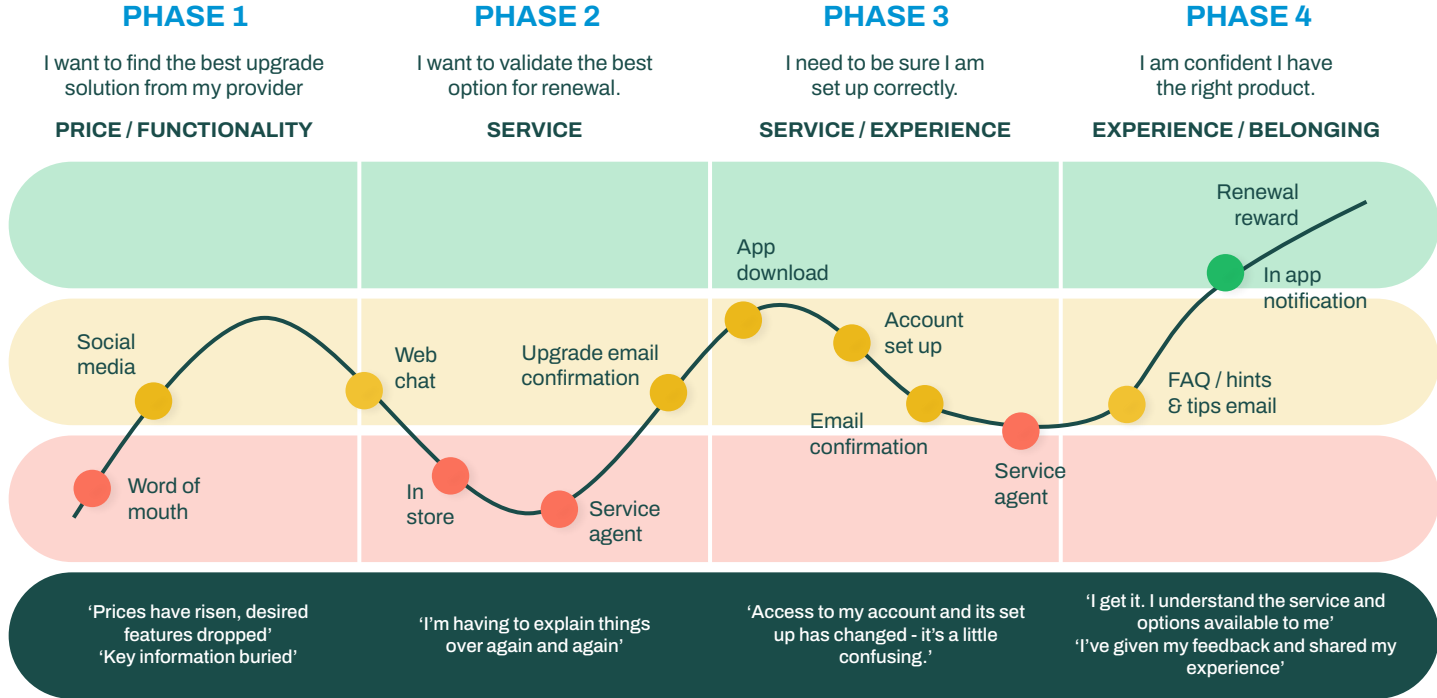 PHASE 1
I want to find the best upgrade
solution from my provider
PRICE / FUNCTIONALITY
PHASE 2
I want to validate the best
option for renewal.
SERVICE
PHASE 3
I need to be sure I am
set up correctly.
SERVICE / EXPERIENCE
PHASE 4
I am confident I have
the right product.
EXPERIENCE / BELONGING
Social
media
Word of
mouth
Web
chat
In
store
Service
agent
Upgrade email
confirmation
App
download
Account
set up
Email
confirmation
Service
agent
FAQ / hints
& tips email
Renewal
reward
In app
notification
‘Prices have risen, desired
features dropped’
‘Key information buried’
‘I’m having to explain things
over again and again’
‘Access to my account and its set
up has changed - it’s a little
confusing.’
‘I get it. I understand the service and
options available to me’
‘I’ve given my feedback and shared my
experience’